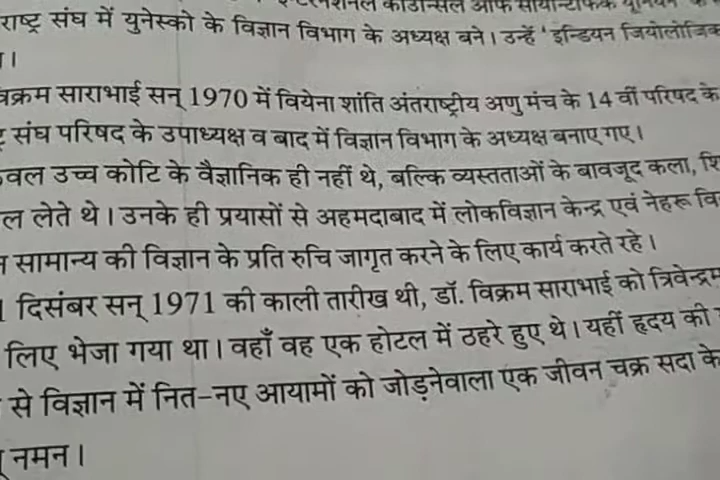 काउन्सिल ऑफ सायन्टिफिक
राष्ट्र संघ में युनेस्को के विज्ञान विभाग के अध्यक्ष बने। उन्हें 'इन्डियन जियोलोजिक
।
विक्रम साराभाई सन् 1970 में वियेना शांति अंतराष्ट्रीय अणु मंच के 14 वीं परिषद के
संघ परिषद के उपाध्यक्ष व बाद में विज्ञान विभाग के अध्यक्ष बनाए गए।
वल उच्च कोटि के वैज्ञानिक ही नहीं थे, बल्कि व्यस्तताओं के बावजूद कला, शि
ल लेते थे। उनके ही प्रयासों से अहमदाबाद में लोकविज्ञान केन्द्र एवं नेहरू वि
सामान्य की विज्ञान के प्रति रुचि जागृत करने के लिए कार्य करते रहे।
दिसंबर सन् 1971 की काली तारीख थी, डॉ. विक्रम साराभाई को त्रिवेन्द्रम
लिए भेजा गया था। वहाँ वह एक होटल में ठहरे हुए थे। यहीं हृदय की
से विज्ञान में नित-नए आयामों को जोड़नेवाला एक जीवन चक्र सदा के
नमन।